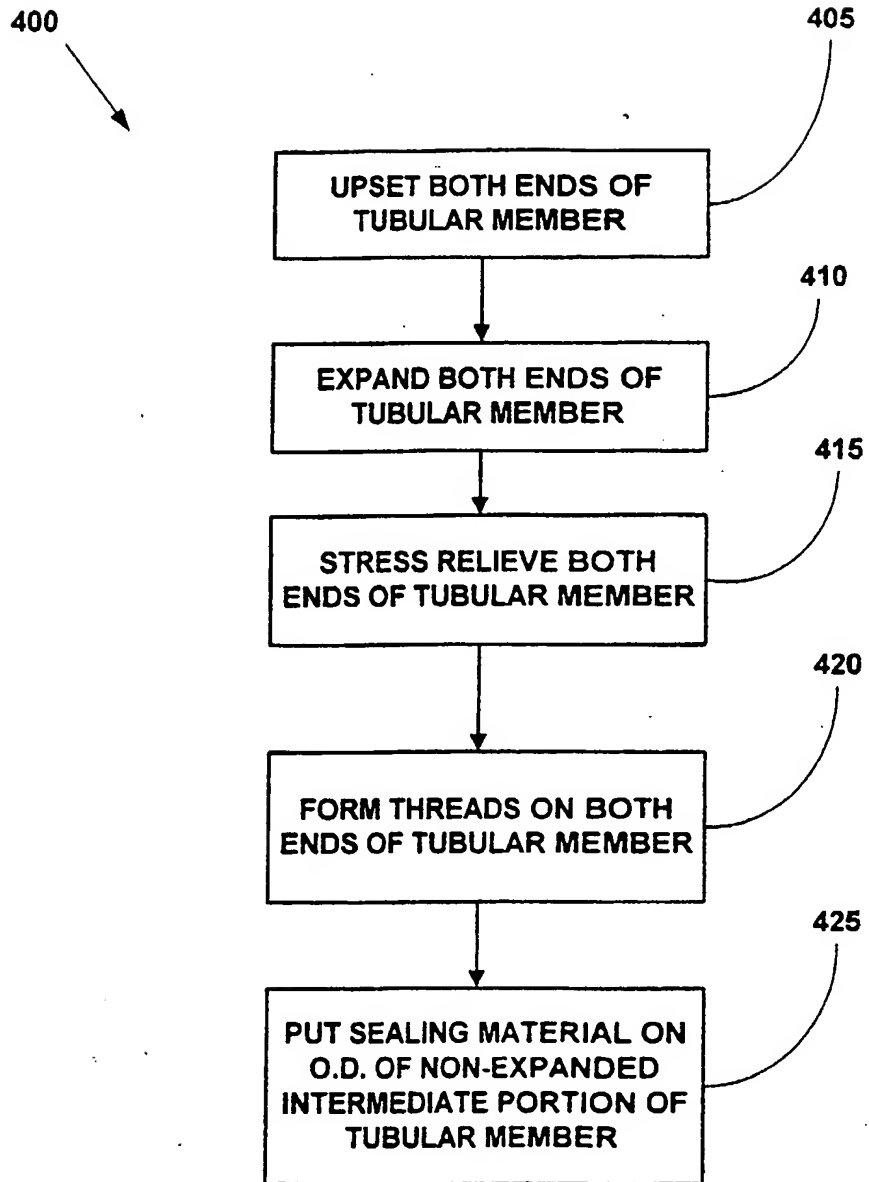 400
405
UPSET BOTH ENDS OF
TUBULAR MEMBER
410
EXPAND BOTH ENDS OF
TUBULAR MEMBER
415
STRESS RELIEVE BOTH
ENDS OF TUBULAR MEMBER
420
FORM THREADS ON BOTH
ENDS OF TUBULAR MEMBER
425
PUT SEALING MATERIAL ON
O.D. OF NON-EXPANDED
INTERMEDIATE PORTION OF
TUBULAR MEMBER